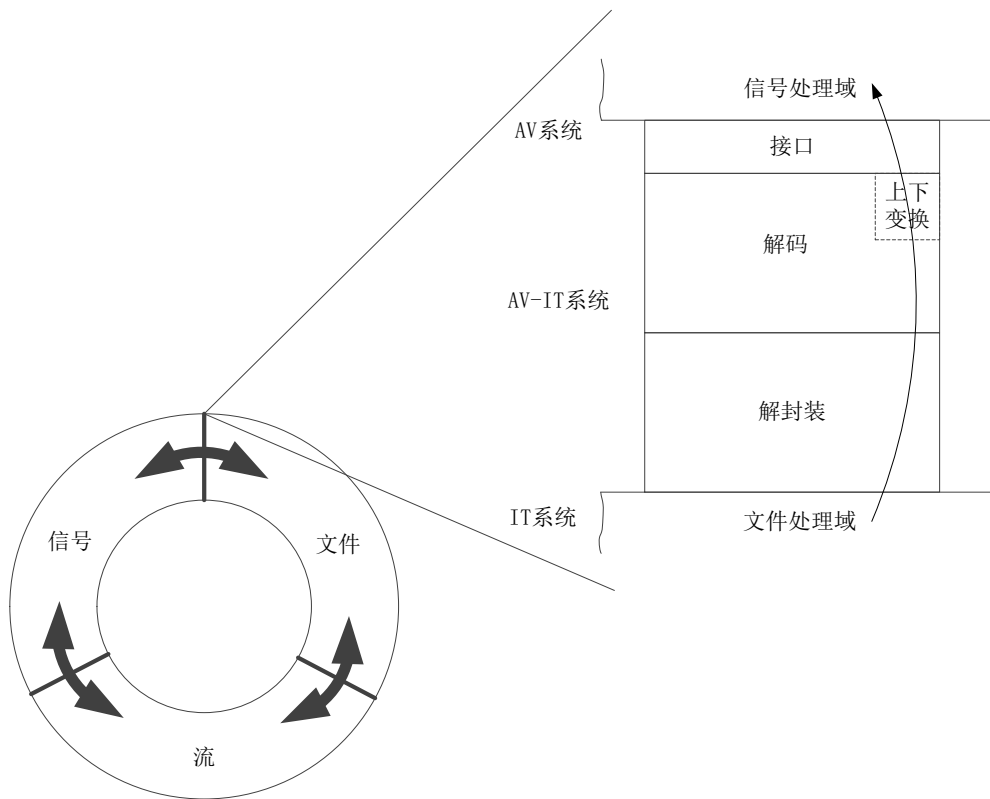 信号处理域
AV系统
接口
上下
变换
解码
AV-IT系统
解封装
IT系统
文件处理域
信号
文件
流